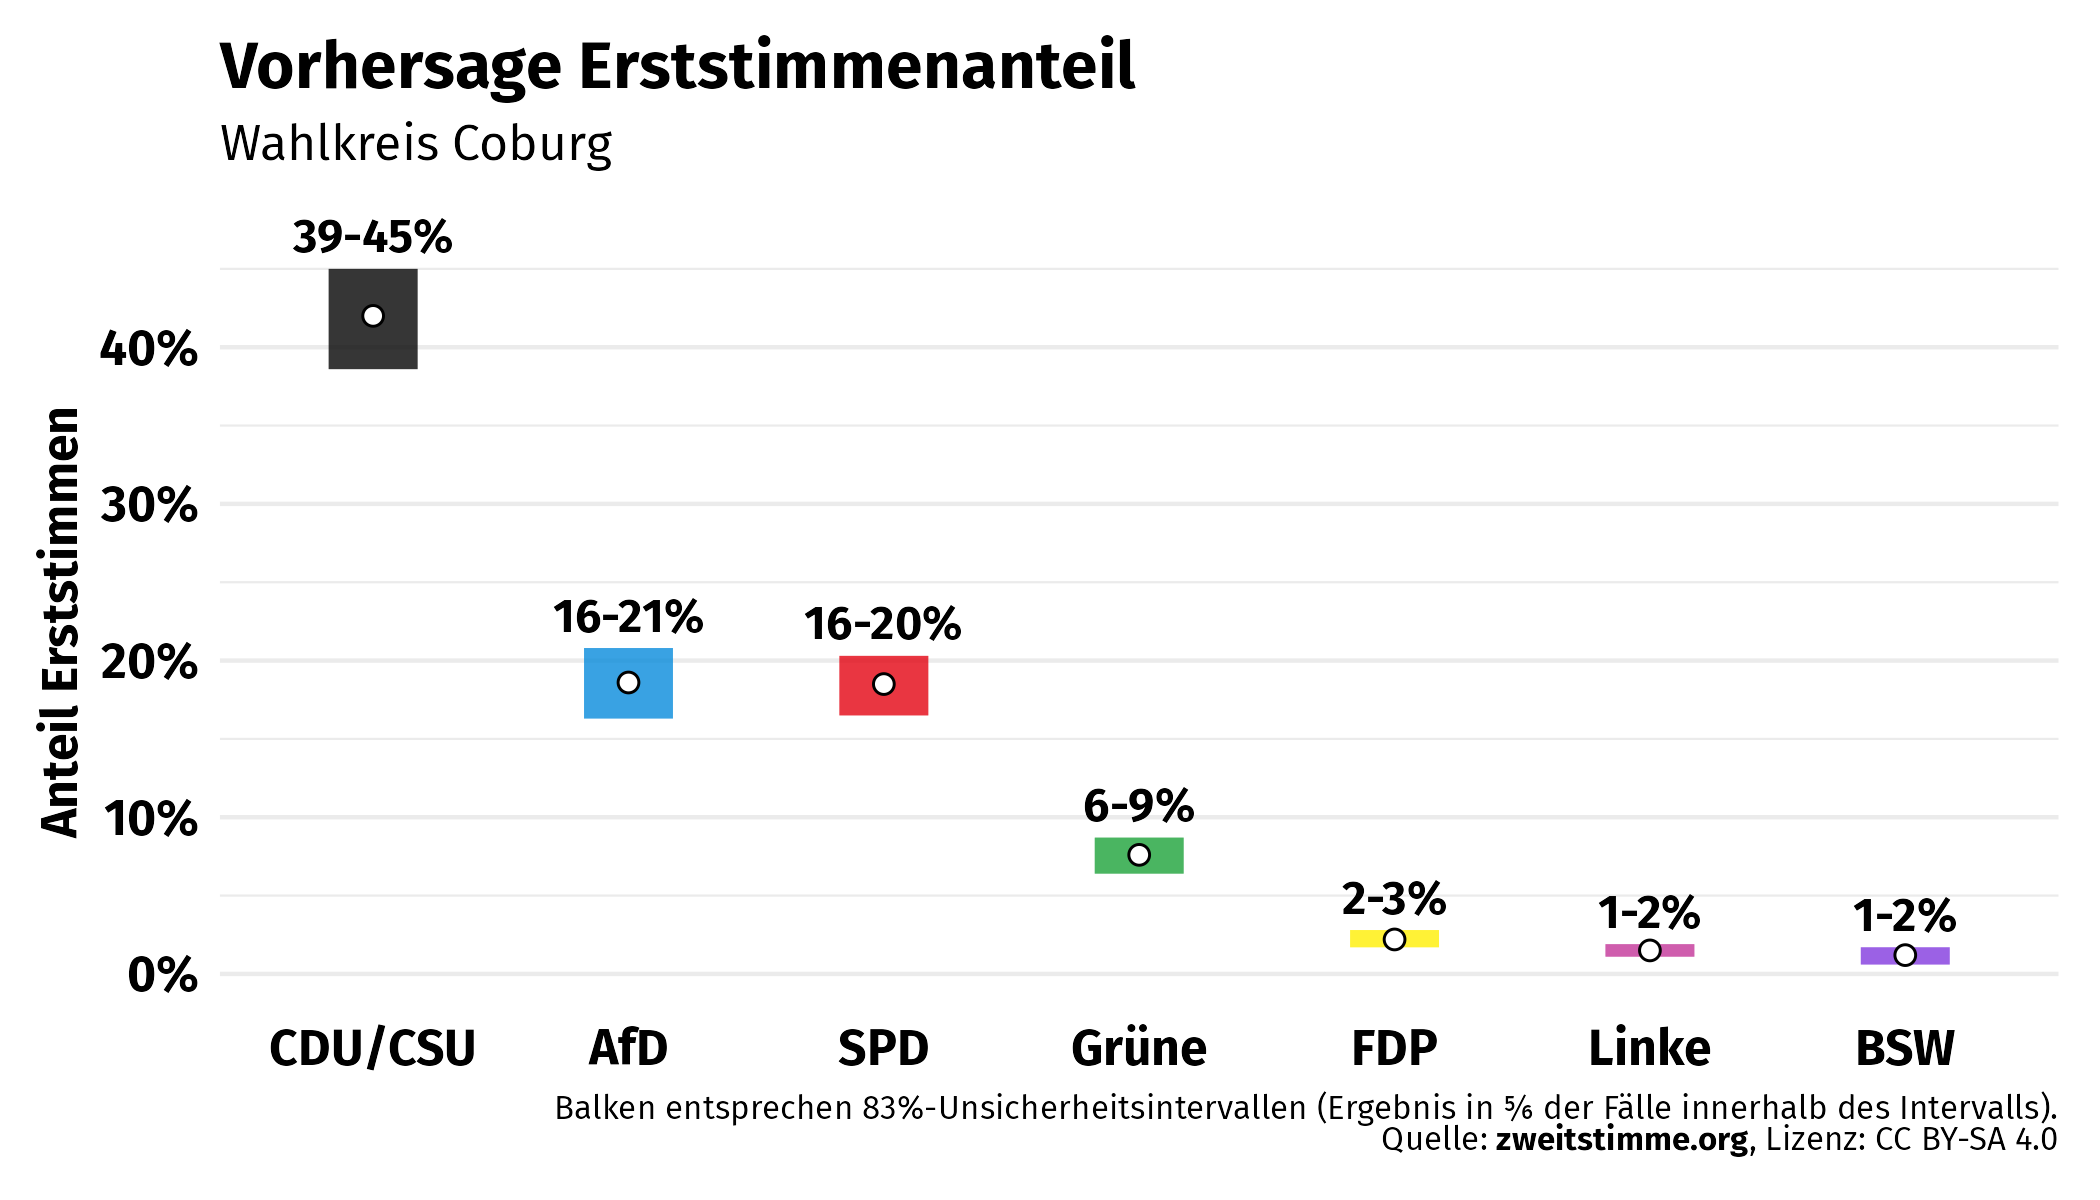 Vorhersage Erststimmenanteil
Wahlkreis Coburg
Anteil Erststimmen
40%
30%
20%
10%
0%
39-45%
16-21%
16-20%
6-9%
2-3%
1-2%
1-2%
CDU/CSU AfD SPD Grüne FDP Linke BSW
Balken entsprechen 83%-Unsicherheitsintervallen (Ergebnis in ⅚ der Fälle innerhalb des Intervalls).
Quelle: zweitstimme.org, Lizenz: CC BY-SA 4.0